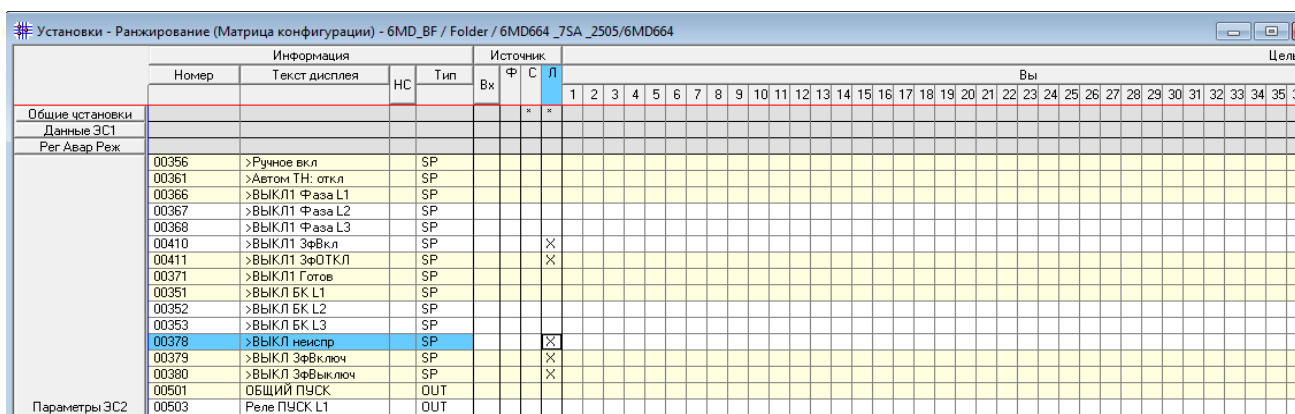 Установки - Ранжирование (Матрица конфигурации) - 6MD_BF / Folder / 6MD664 _7SA _2505/6MD664
Информация Источник Цель
Номер Текст дисплея НС Тип Вх Ф С Л Вы
1 2 3 4 5 6 7 8 9 10 11 12 13 14 15 16 17 18 19 20 21 22 23 24 25 26 27 28 29 30 31 32 33 34 35
Общие установки * *
Данные ЭС1
Рег Авар Реж
00356 >Ручное вкл SP
00361 >Автом ТН: откл SP
00366 >ВЫКЛ1 Фаза L1 SP
00367 >ВЫКЛ1 Фаза L2 SP
00368 >ВЫКЛ1 Фаза L3 SP
00410 >ВЫКЛ1 3фВкл SP X
00411 >ВЫКЛ1 3фОТКЛ SP X
00371 >ВЫКЛ1 Готов SP
00351 >ВЫКЛ БК L1 SP
00352 >ВЫКЛ БК L2 SP
00353 >ВЫКЛ БК L3 SP
00378 >ВЫКЛ неиспр SP X
00379 >ВЫКЛ 3фВключ SP X
00380 >ВЫКЛ 3фВыключ SP X
00501 ОБЩИЙ ПУСК OUT
Параметры ЭС2 00503 Реле ПУСК L1 OUT